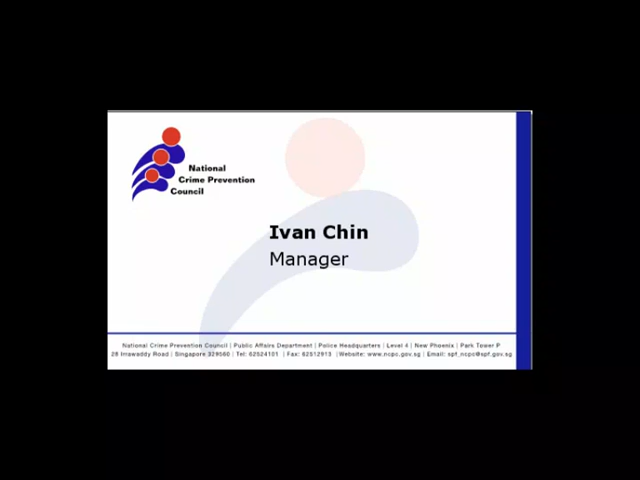 National
Crime Prevention
Council
Ivan Chin
Manager
National Crime Prevention Council | Public Affairs Department | Police Headquarters | Level 4 | New Phoenix | Park Tower P
28 Irrawaddy Road | Singapore 329560 | Tel: 62524101 | Fax: 62512913 | Website: www.ncpc.gov.sg | Email: spf_ncpc@spf.gov.sg